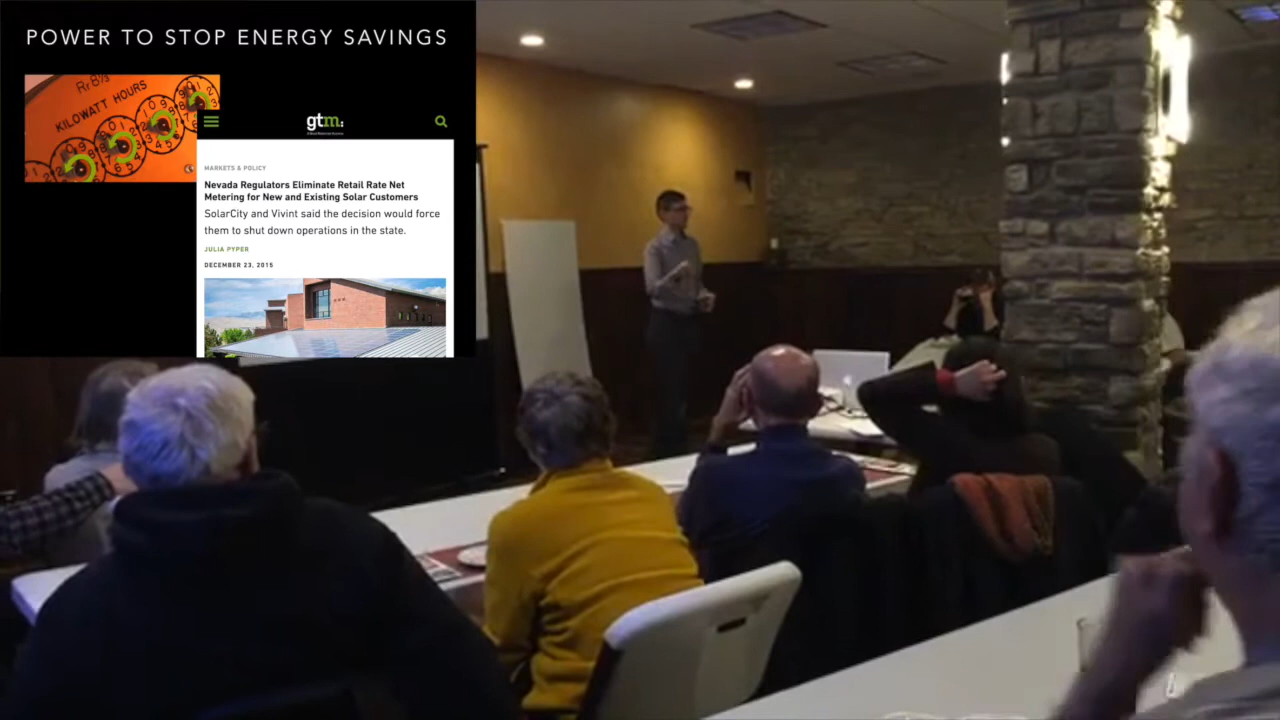 POWER TO STOP ENERGY SAVINGS
KILOWATT HOURS
gtm:
MARKETS & POLICY
Nevada Regulators Eliminate Retail Rate Net
Metering for New and Existing Solar Customers
SolarCity and Vivint said the decision would force
them to shut down operations in the state.
JULIA PYPER
DECEMBER 23, 2015